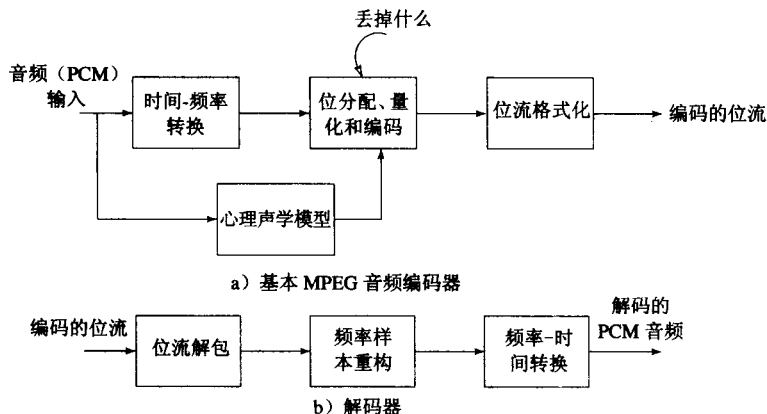 丢掉什么
音频（PCM）
输入
时间-频率
转换
位分配、量
化和编码
位流格式化
编码的位流
心理声学模型
a）基本 MPEG 音频编码器
编码的位流
位流解包
频率样
本重构
频率-时
间转换
解码的
PCM 音频
b）解码器